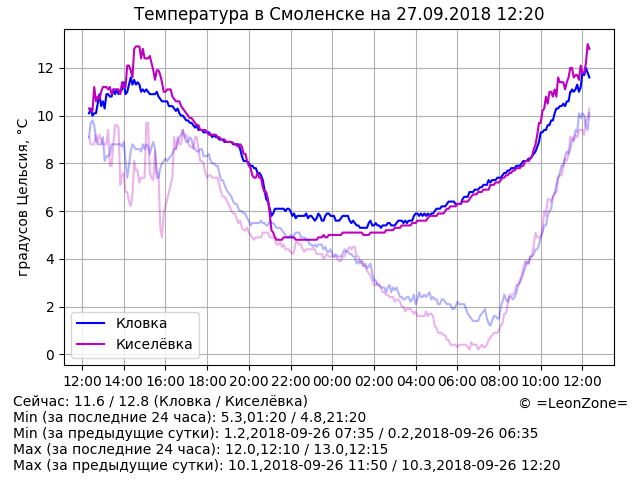 Температура в Смоленске на 27.09.2018 12:20
градусов Цельсия, °C
12
10
8
6
4
2
0
Кловка
Киселёвка
12:00 14:00 16:00 18:00 20:00 22:00 00:00 02:00 04:00 06:00 08:00 10:00 12:00
Сейчас: 11.6 / 12.8 (Кловка / Киселёвка)
© =LeonZone=
Min (за последние 24 часа): 5.3,01:20 / 4.8,21:20
Min (за предыдущие сутки): 1.2,2018-09-26 07:35 / 0.2,2018-09-26 06:35
Max (за последние 24 часа): 12.0,12:10 / 13.0,12:15
Max (за предыдущие сутки): 10.1,2018-09-26 11:50 / 10.3,2018-09-26 12:20